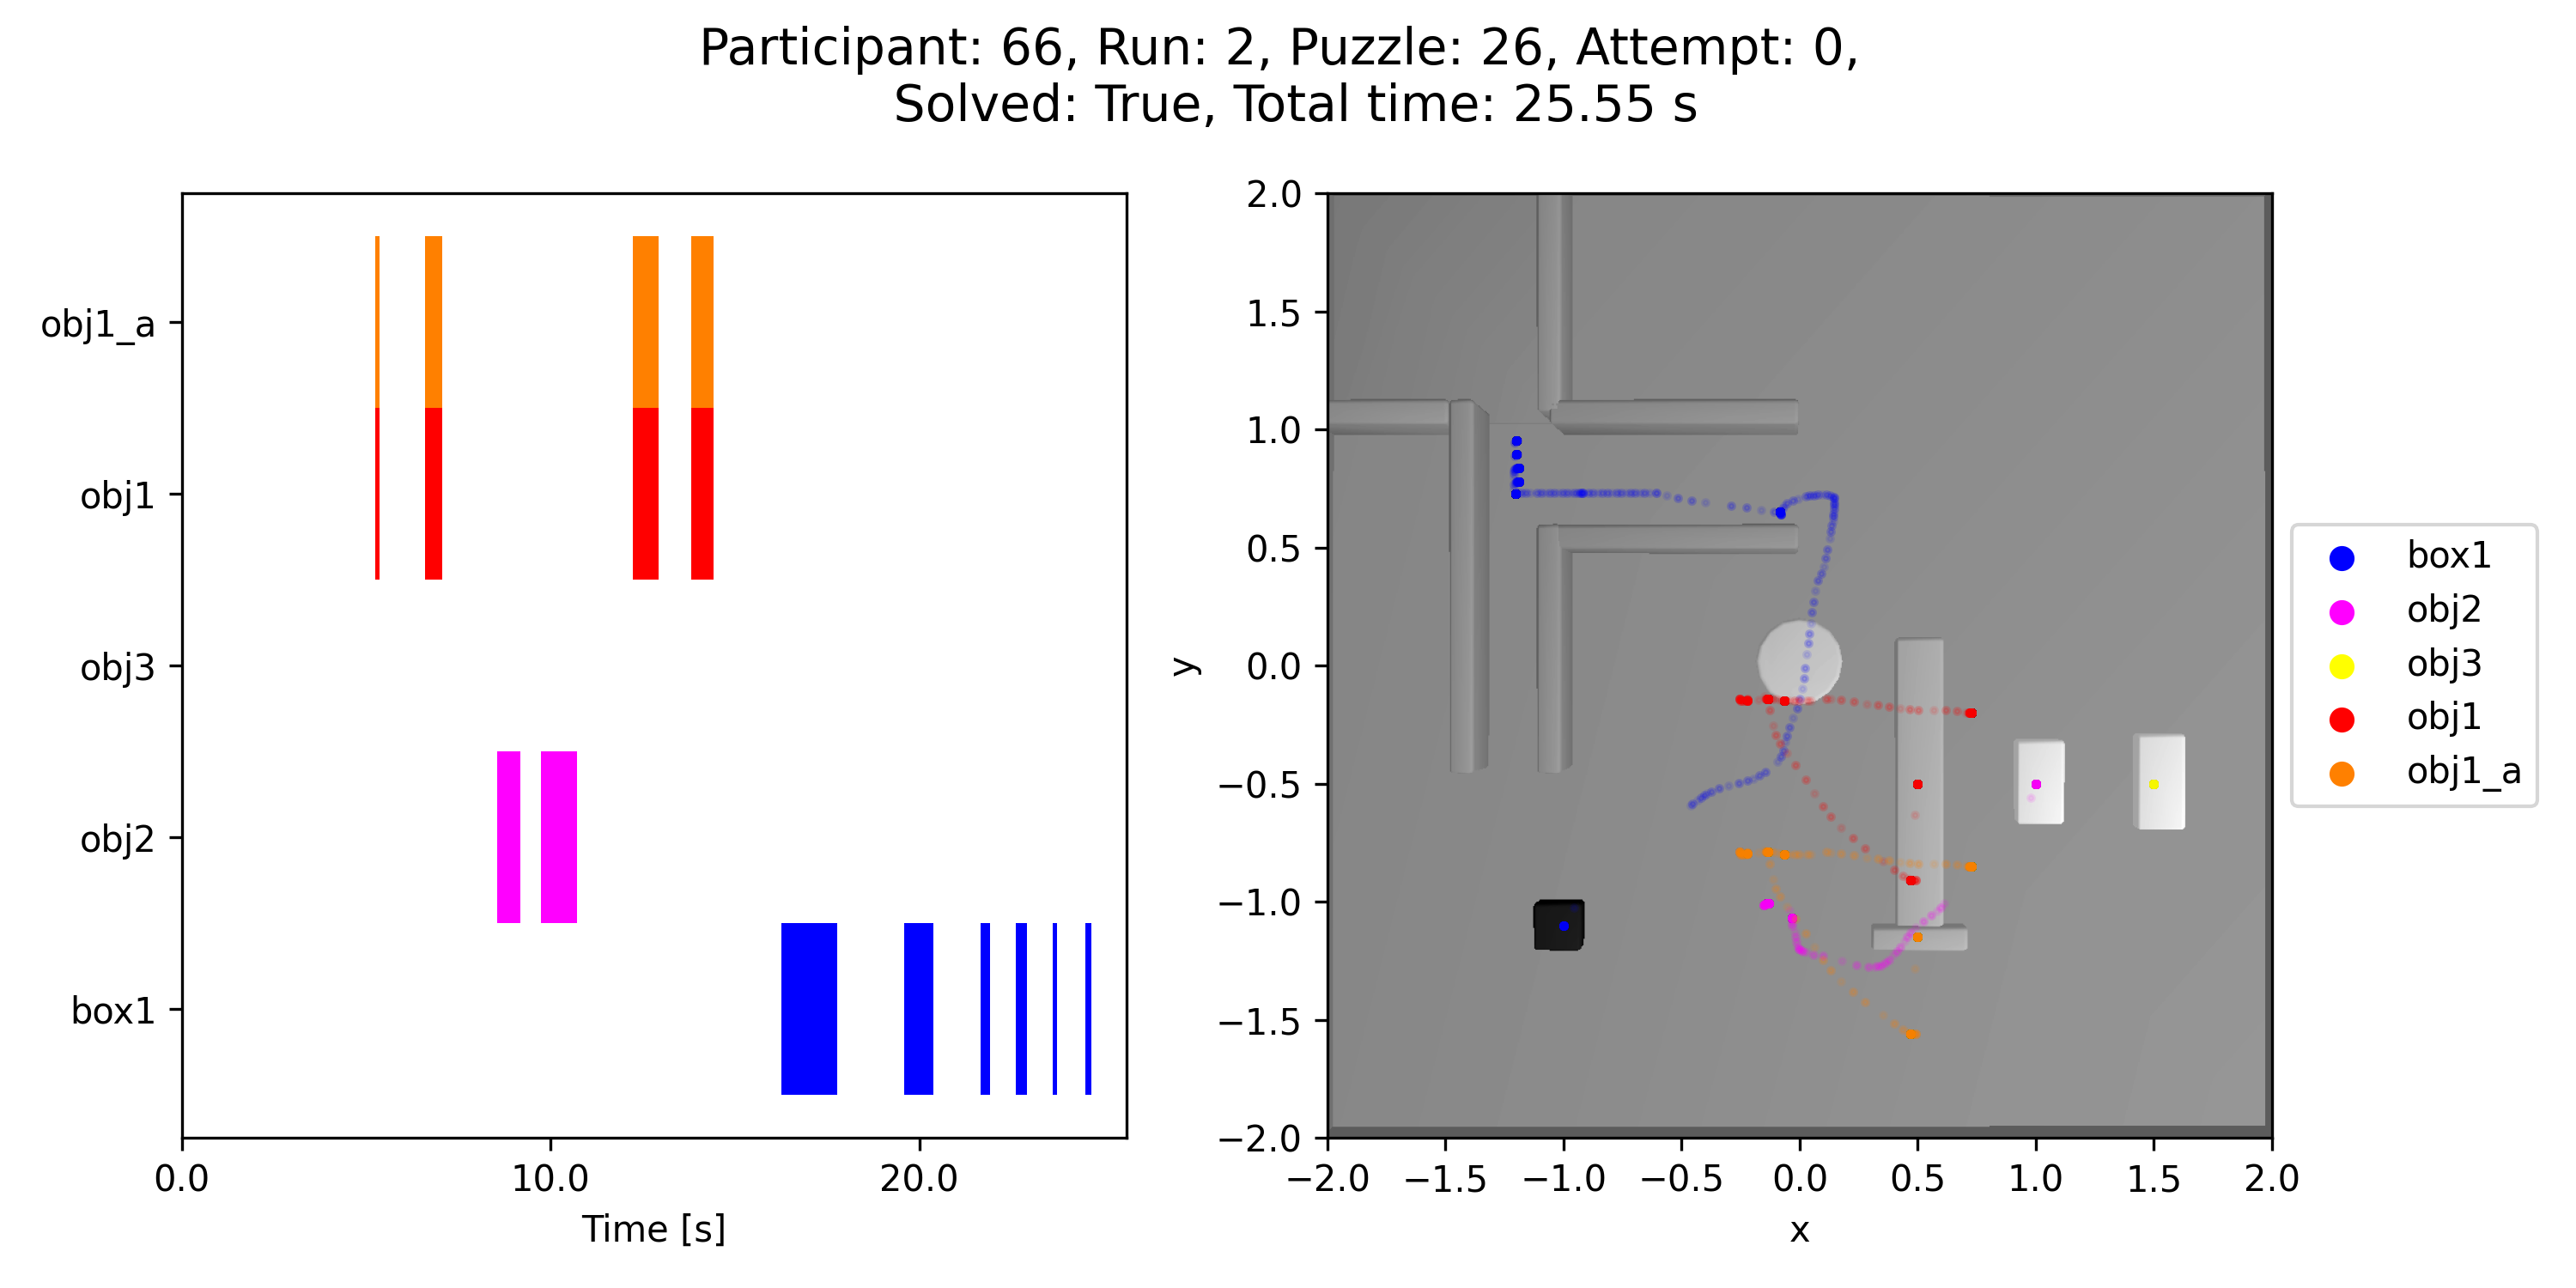 Participant: 66, Run: 2, Puzzle: 26, Attempt: 0,
Solved: True, Total time: 25.55 s
obj1_a
obj1
obj3
obj2
box1
0.0
10.0
20.0
Time [s]
2.0
1.5
1.0
0.5
0.0
−0.5
−1.0
−1.5
−2.0
y
−2.0
−1.5
−1.0
−0.5
0.0
0.5
1.0
1.5
2.0
x
box1
obj2
obj3
obj1
obj1_a